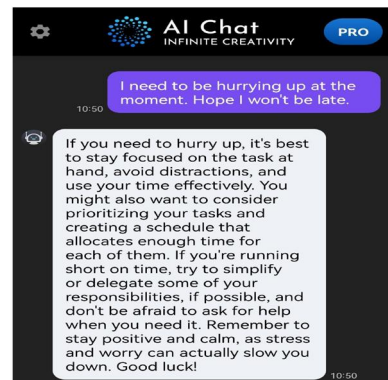 AI Chat
INFINITE CREATIVITY
PRO
I need to be hurrying up at the
moment. Hope I won't be late.
10:50
If you need to hurry up, it's best
to stay focused on the task at
hand, avoid distractions, and
use your time effectively. You
might also want to consider
prioritizing your tasks and
creating a schedule that
allocates enough time for
each of them. If you're running
short on time, try to simplify
or delegate some of your
responsibilities, if possible, and
don't be afraid to ask for help
when you need it. Remember to
stay positive and calm, as stress
and worry can actually slow you
down. Good luck!
10:50